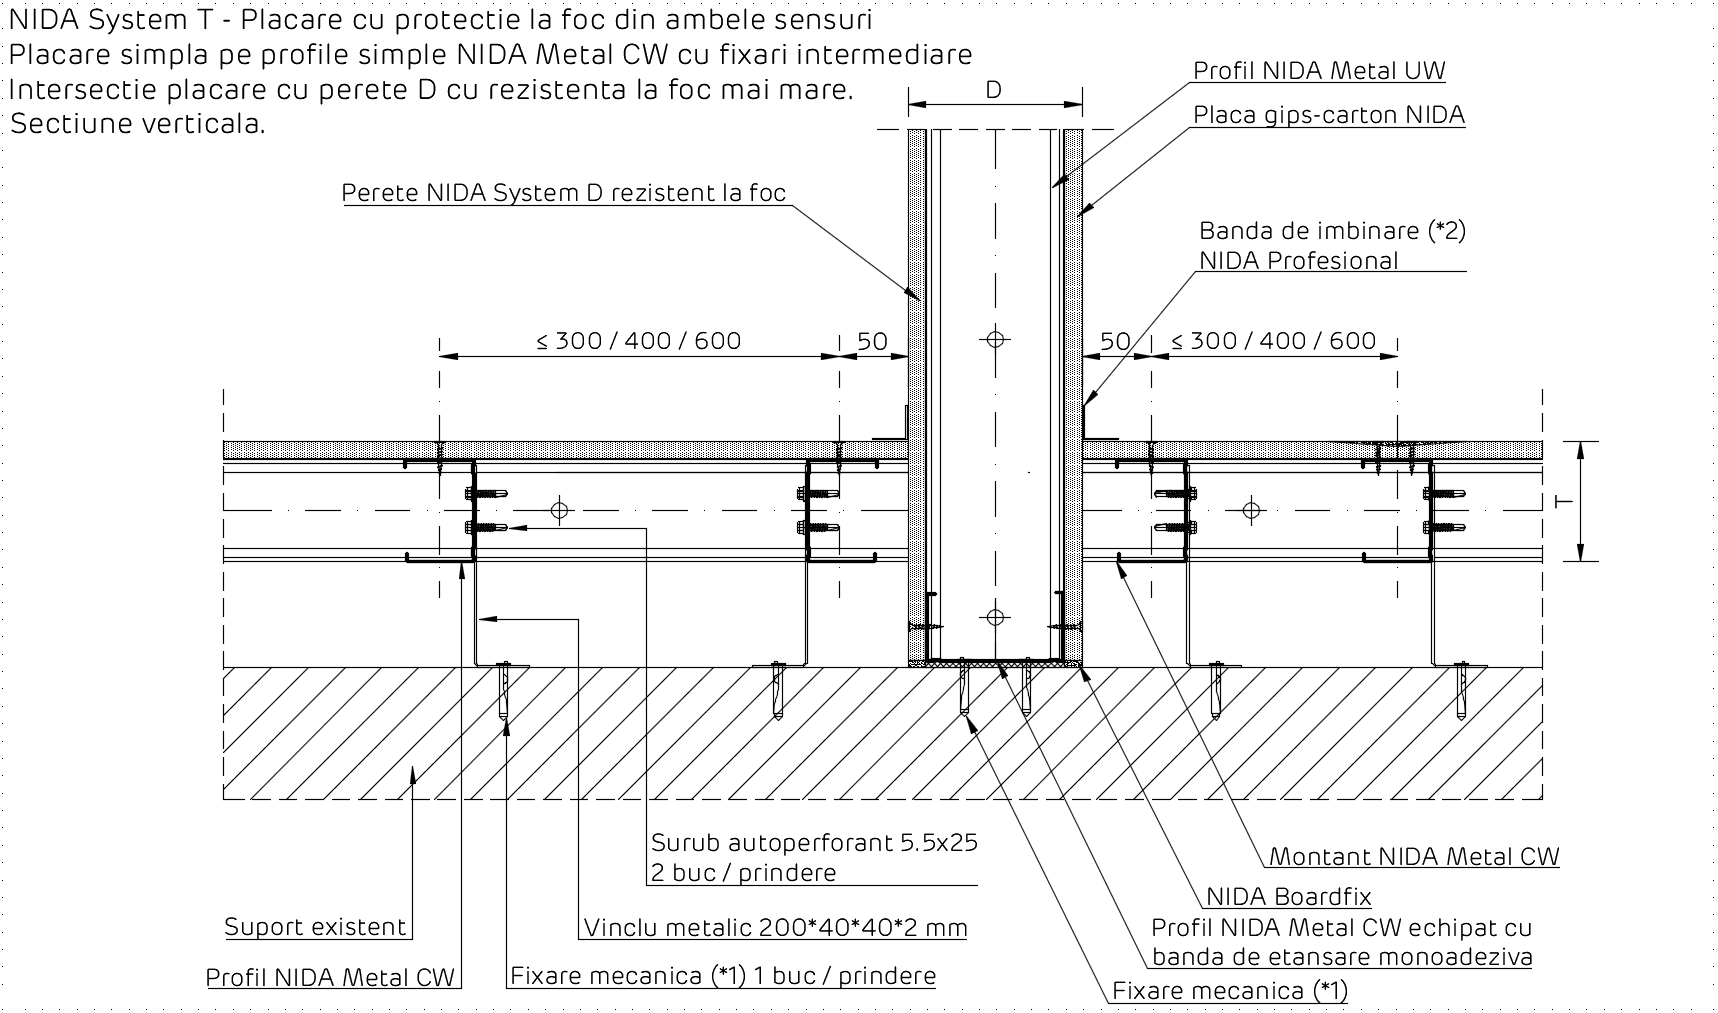 NIDA System T - Placare cu protectie la foc din ambele sensuri
Placare simpla pe profile simple NIDA Metal CW cu fixari intermediare
Intersectie placare cu perete D cu rezistenta la foc mai mare.
Sectiune verticala.
D
Profil NIDA Metal UW
Placa gips-carton NIDA
Perete NIDA System D rezistent la foc
Banda de imbinare (*2)
NIDA Profesional
≤ 300 / 400 / 600
50
50
≤ 300 / 400 / 600
T
Surub autoperforant 5.5x25
2 buc / prindere
Montant NIDA Metal CW
NIDA Boardfix
Suport existent
Vinclu metalic 200*40*40*2 mm
Profil NIDA Metal CW echipat cu
banda de etansare monoadeziva
Profil NIDA Metal CW
Fixare mecanica (*1) 1 buc / prindere
Fixare mecanica (*1)